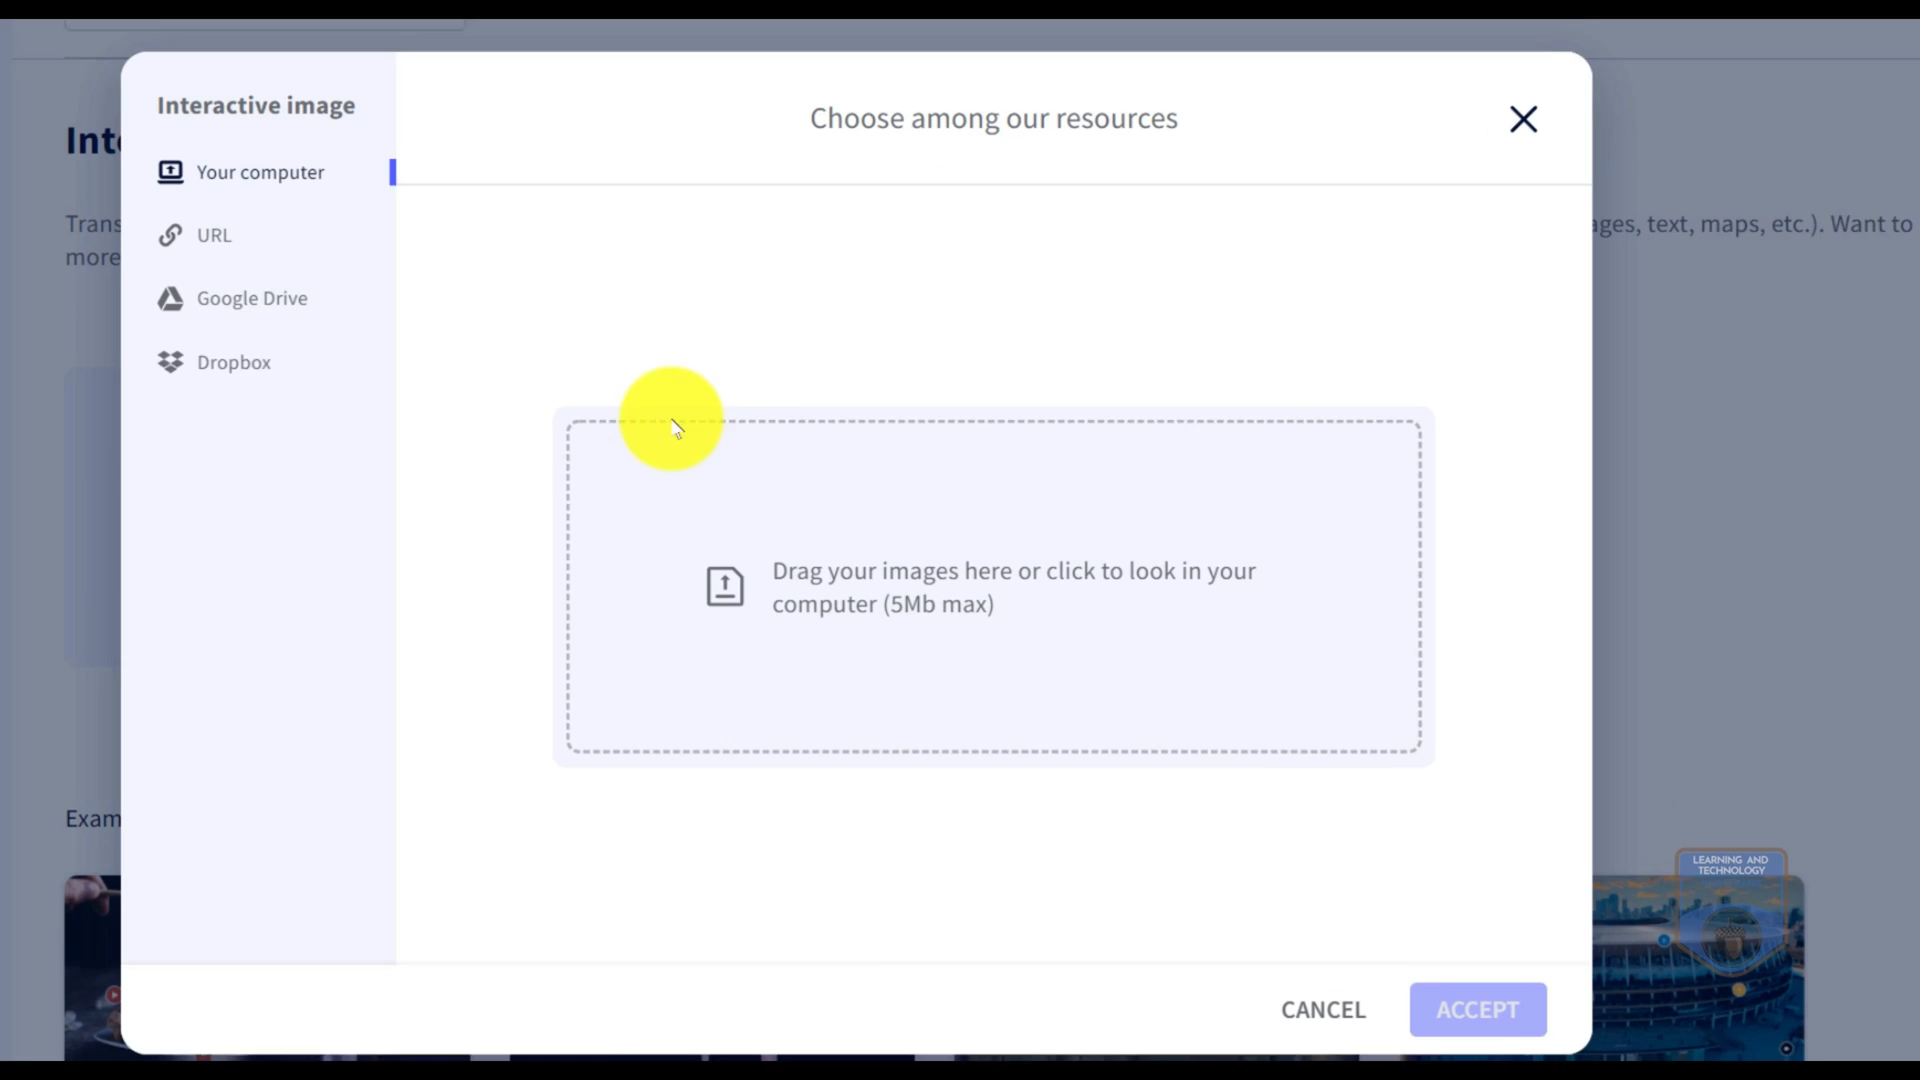 Interactive image
Your computer
URL
Google Drive
Dropbox
Choose among our resources
Drag your images here or click to look in your
computer (5Mb max)
CANCEL
ACCEPT
text, maps, etc.). Want to
more
LEARNING AND
TECHNOLOGY